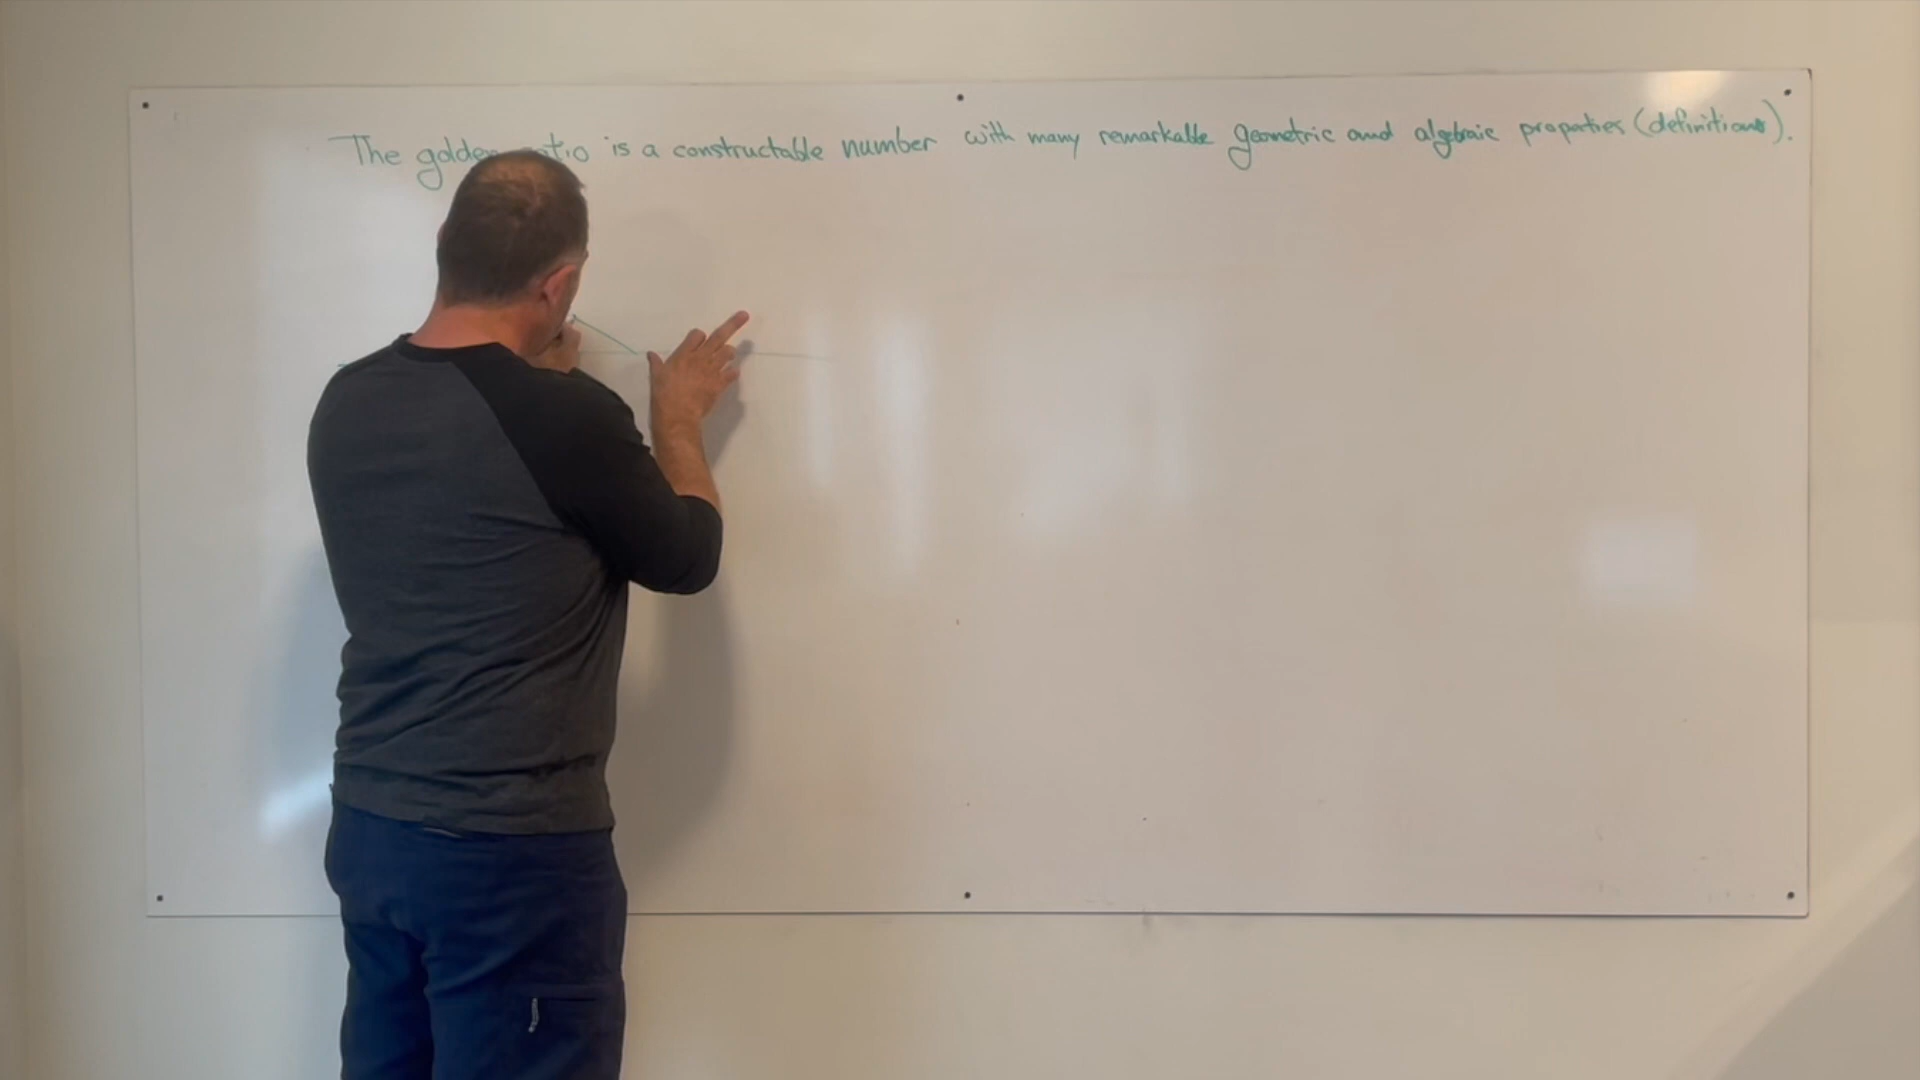 The golden ratio is a constructable number with many remarkable geometric and algebraic properties (definitions).